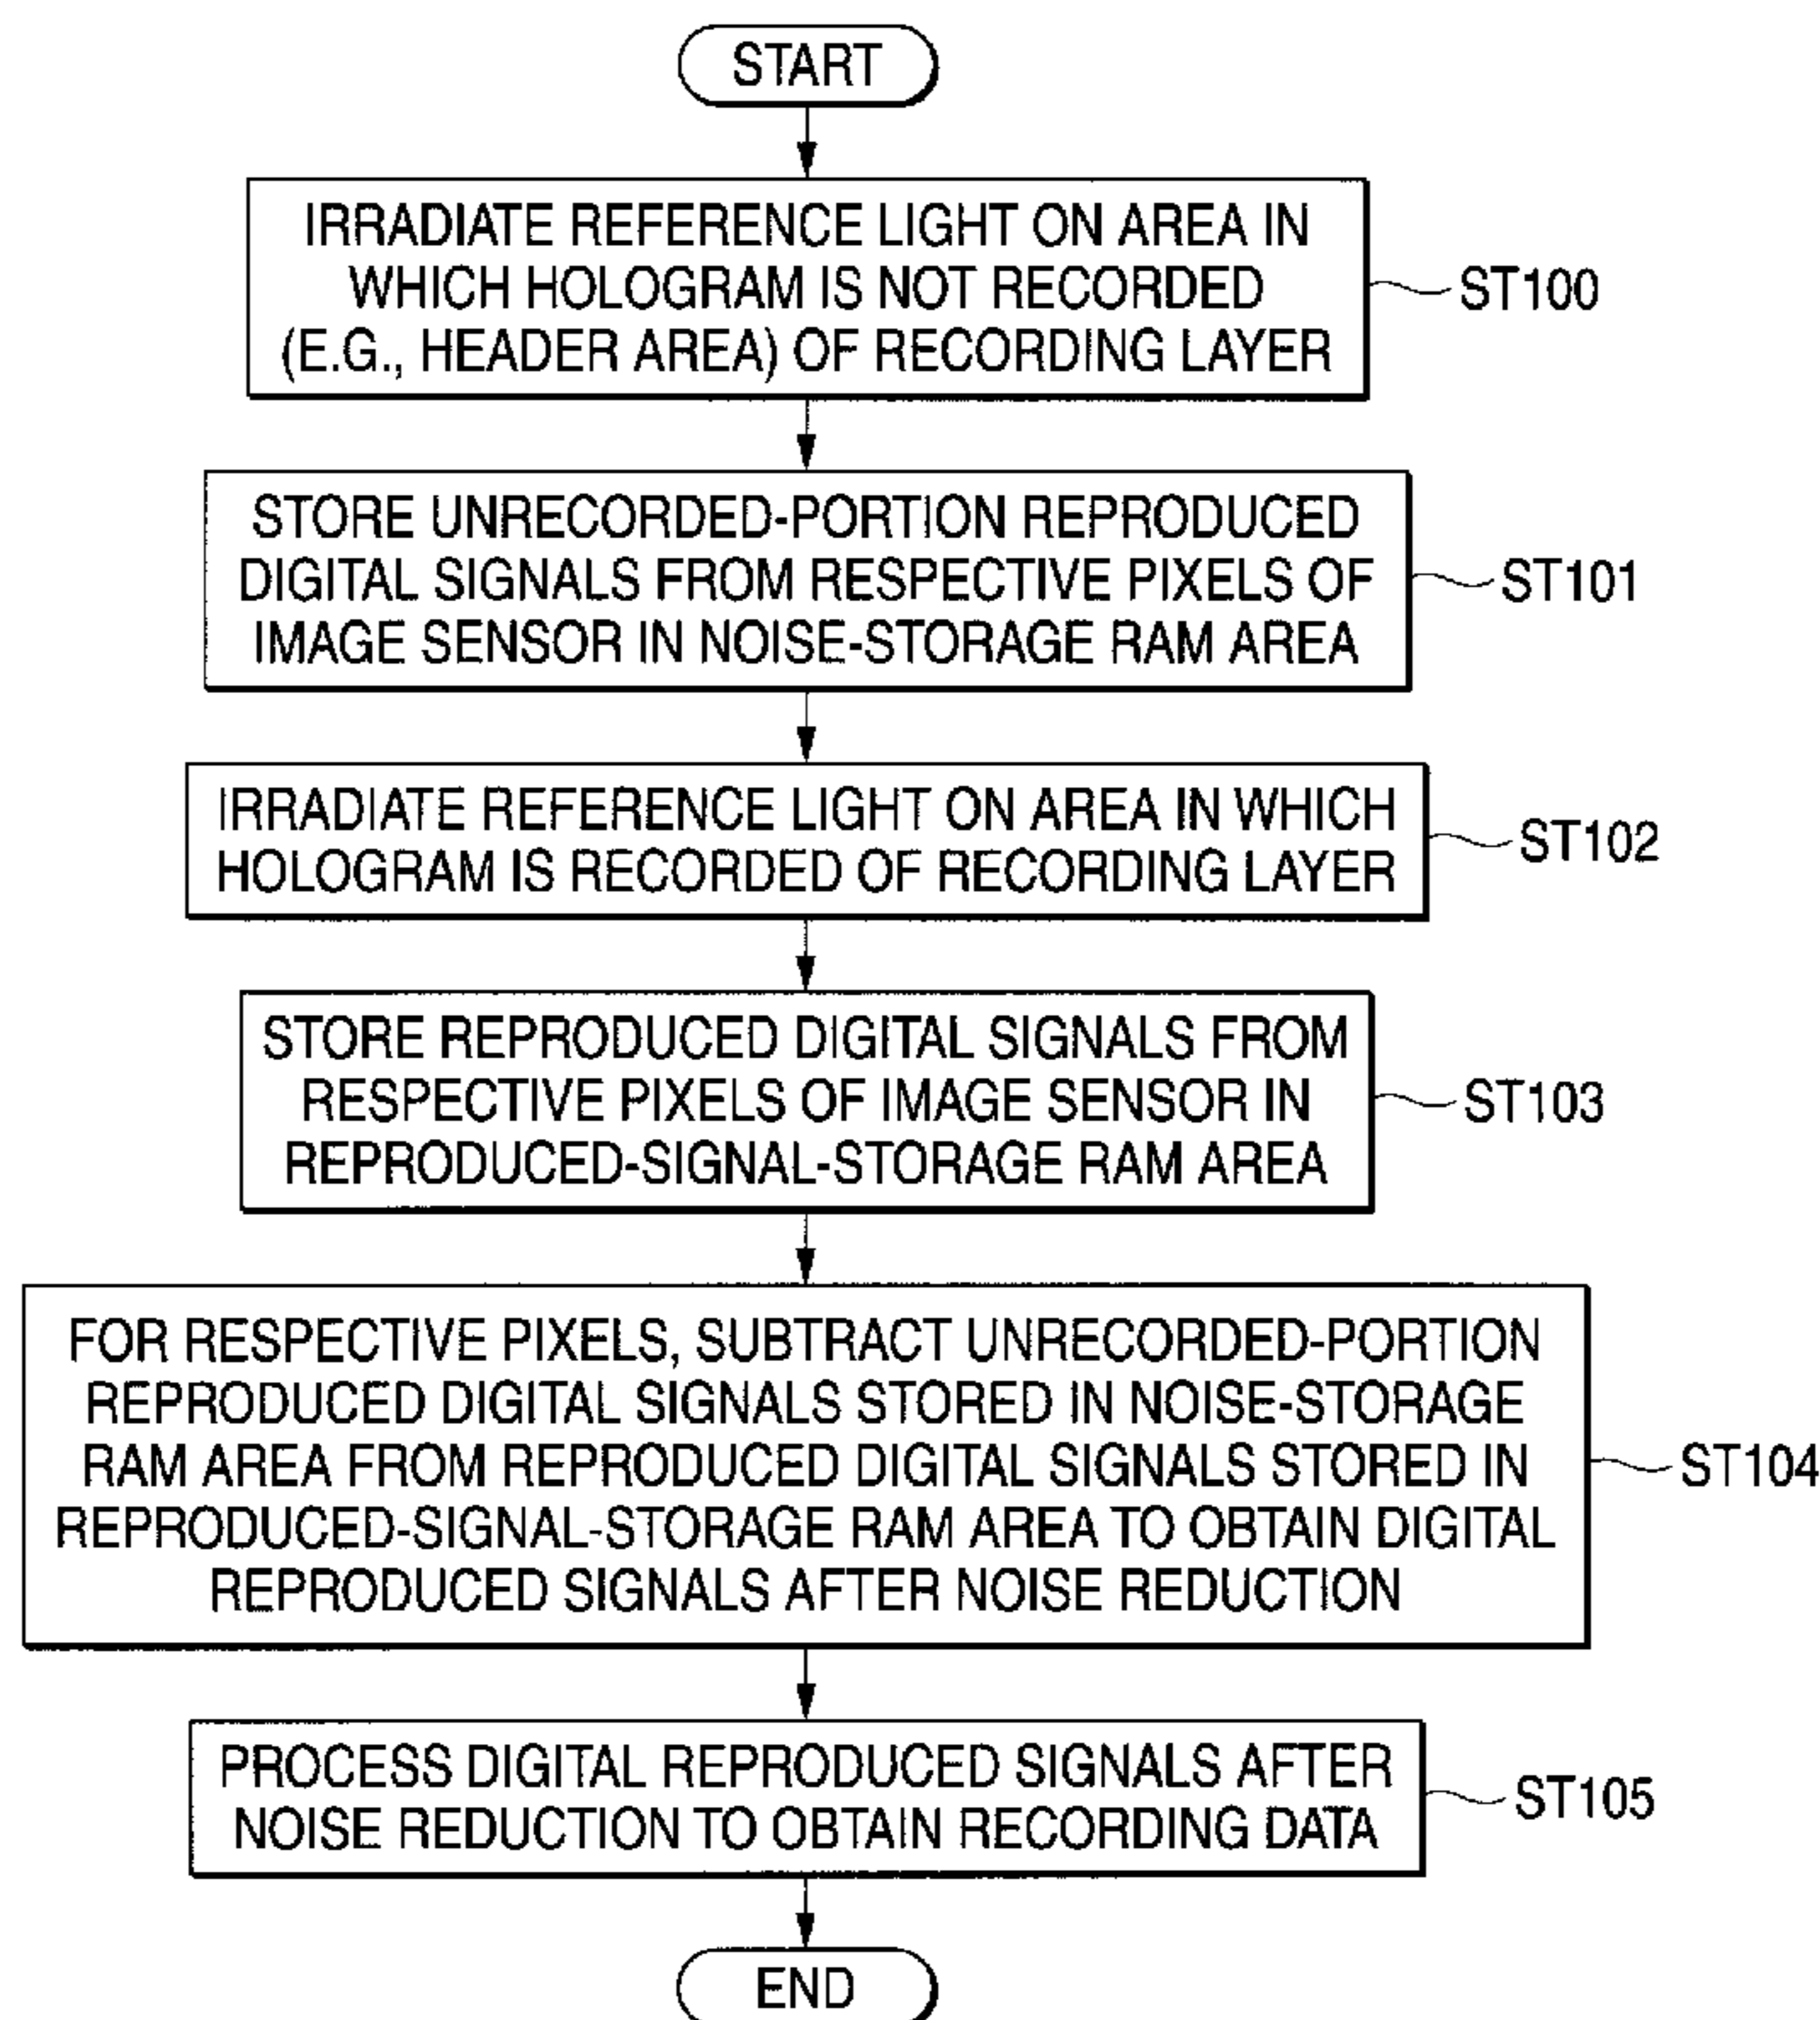 START
IRRADIATE REFERENCE LIGHT ON AREA IN
WHICH HOLOGRAM IS NOT RECORDED
(E.G., HEADER AREA) OF RECORDING LAYER
ST100
STORE UNRECORDED-PORTION REPRODUCED
DIGITAL SIGNALS FROM RESPECTIVE PIXELS OF
IMAGE SENSOR IN NOISE-STORAGE RAM AREA
ST101
IRRADIATE REFERENCE LIGHT ON AREA IN WHICH
HOLOGRAM IS RECORDED OF RECORDING LAYER
ST102
STORE REPRODUCED DIGITAL SIGNALS FROM
RESPECTIVE PIXELS OF IMAGE SENSOR IN
REPRODUCED-SIGNAL-STORAGE RAM AREA
ST103
FOR RESPECTIVE PIXELS, SUBTRACT UNRECORDED-PORTION
REPRODUCED DIGITAL SIGNALS STORED IN NOISE-STORAGE
RAM AREA FROM REPRODUCED DIGITAL SIGNALS STORED IN
REPRODUCED-SIGNAL-STORAGE RAM AREA TO OBTAIN DIGITAL
REPRODUCED SIGNALS AFTER NOISE REDUCTION
ST104
PROCESS DIGITAL REPRODUCED SIGNALS AFTER
NOISE REDUCTION TO OBTAIN RECORDING DATA
ST105
END